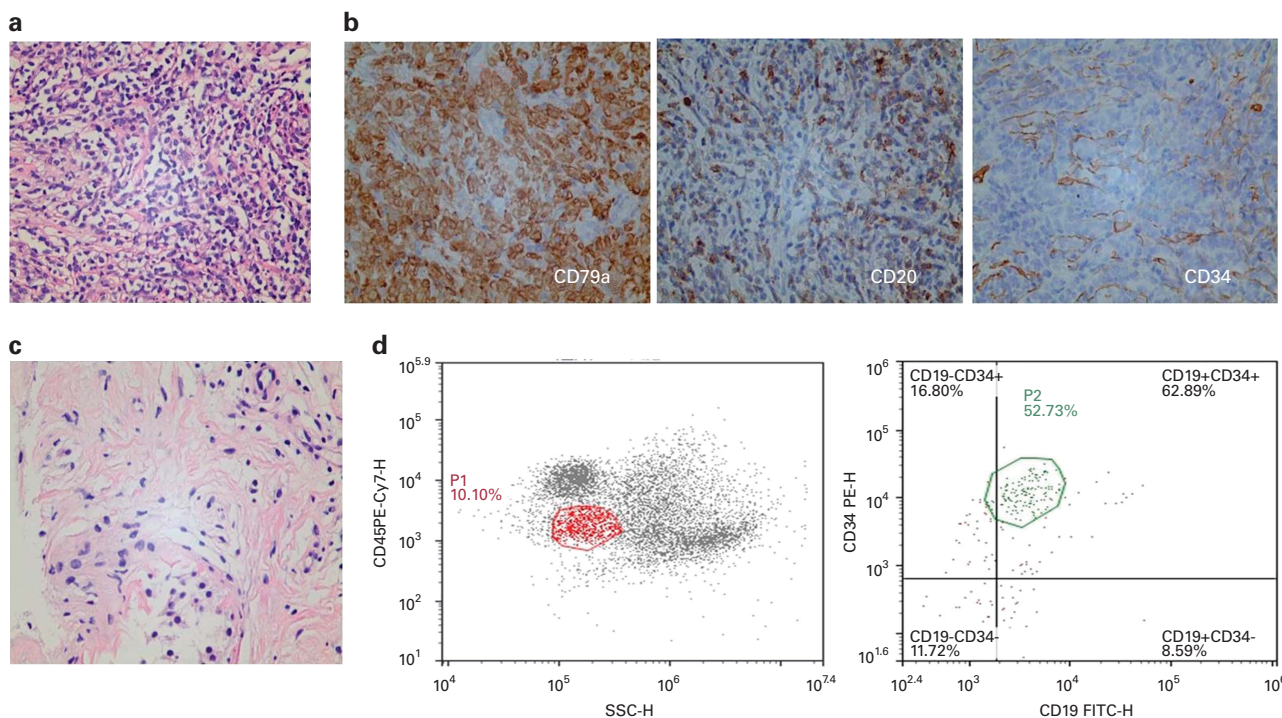 a
b
CD79a
CD20
CD34
c
d
10^5.9
10^5
10^4
10^3
10^2
10^1
CD45PE-Cy7-H
P1
10.10%
10^4
10^5
10^6
10^7.4
SSC-H
10^6
10^5
10^4
10^3
10^1.6
CD34 PE-H
CD19-CD34+
16.80%
P2
52.73%
CD19+CD34+
62.89%
CD19-CD34-
11.72%
CD19+CD34-
8.59%
10^2.4
10^3
10^4
10^5
CD19 FITC-H